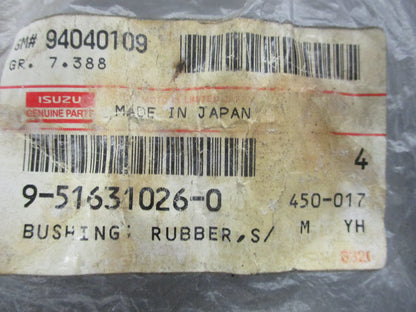 GM# 94040109
GR. 7.388
ISUZU
GENUINE PARTS
MADE IN JAPAN
4
9-51631026-0 450-017
BUSHING; RUBBER,S/ M YH